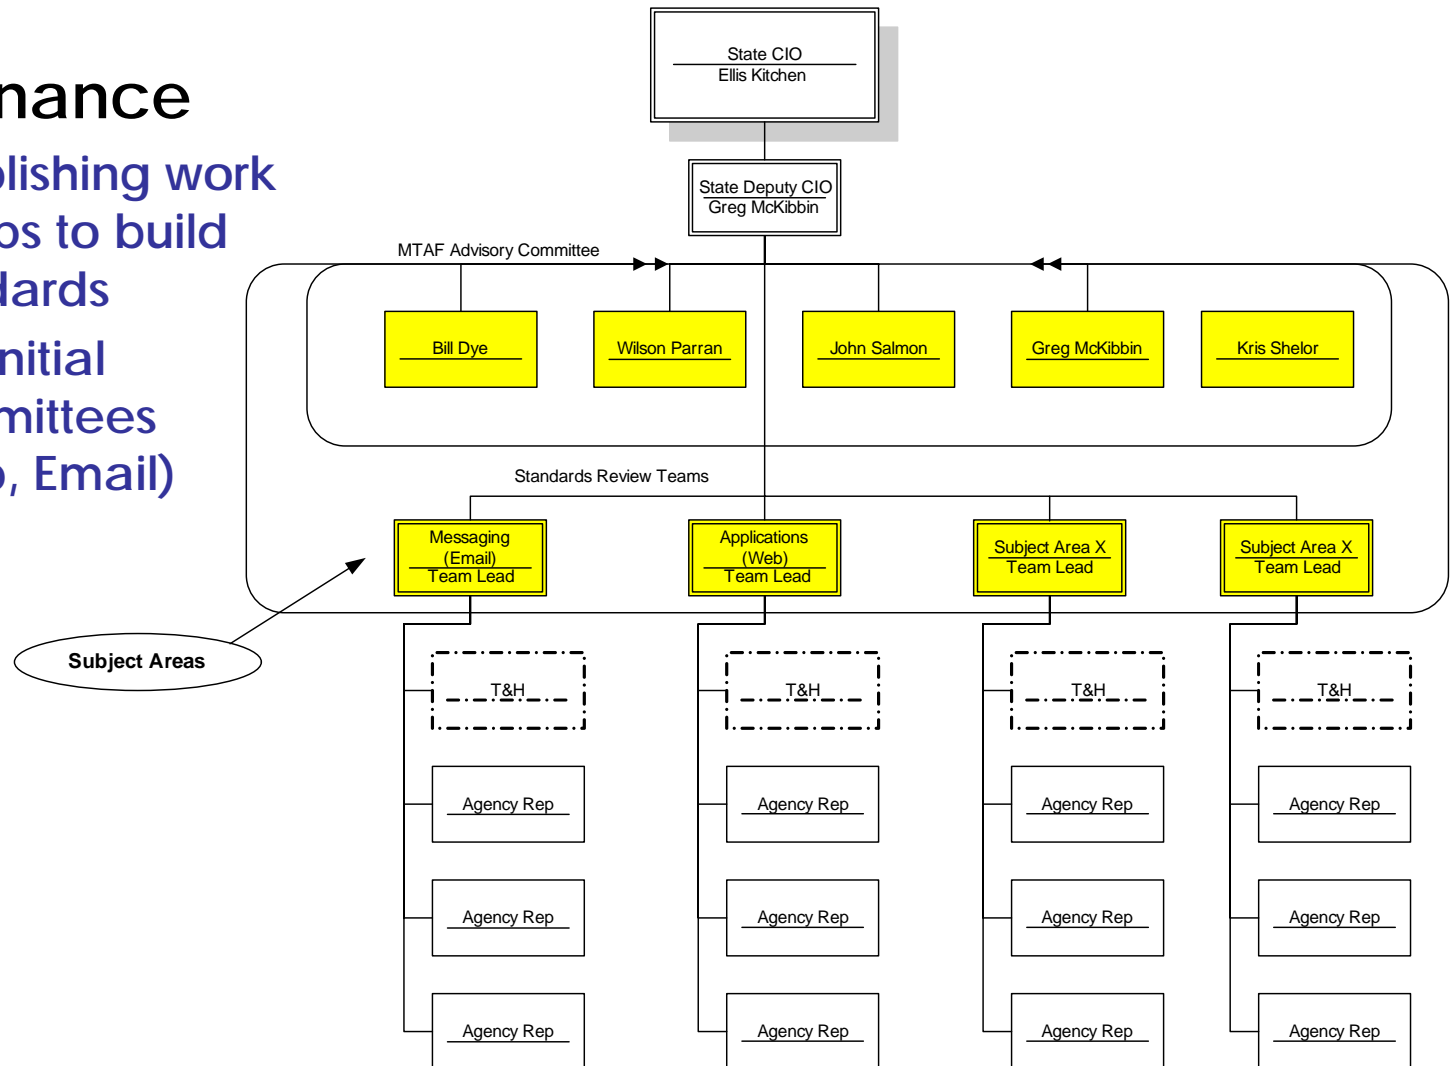 nance
olishing work
ps to build
dards
nitial
mittees
o, Email)
State CIO
Ellis Kitchen
State Deputy CIO
Greg McKibbin
MTAF Advisory Committee
Bill Dye
Wilson Parran
John Salmon
Greg McKibbin
Kris Shelor
Standards Review Teams
Messaging
(Email)
Team Lead
Applications
(Web)
Team Lead
Subject Area X
Team Lead
Subject Area X
Team Lead
Subject Areas
T&H
T&H
T&H
T&H
Agency Rep
Agency Rep
Agency Rep
Agency Rep
Agency Rep
Agency Rep
Agency Rep
Agency Rep
Agency Rep
Agency Rep
Agency Rep
Agency Rep